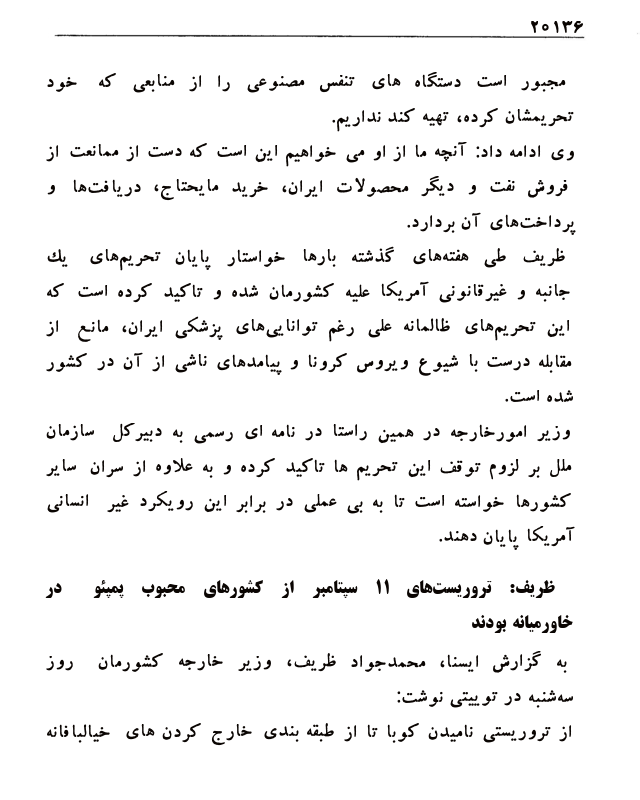 ۲۰۱۳۶
مجبور است دستگاه های تنفس مصنوعی را از منابعی که خود
تحریمشان کرده، تهیه کند نداریم.
وی ادامه داد: آنچه ما از او می خواهیم این است که دست از ممانعت از
فروش نفت و دیگر محصولات ایران، خرید مایحتاج، دریافت‌ها و
پرداخت‌های آن بردارد.
ظریف طی هفته‌های گذشته بارها خواستار پایان تحریم‌های یك
جانبه و غیرقانونی آمریکا علیه کشورمان شده و تاکید کرده است که
این تحریم‌های ظالمانه علی رغم توانایی‌های پزشکی ایران، مانع از
مقابله درست با شیوع ویروس کرونا و پیامدهای ناشی از آن در کشور
شده است.
وزیر امورخارجه در همین راستا در نامه ای رسمی به دبیرکل سازمان
ملل بر لزوم توقف این تحریم ها تاکید کرده و به علاوه از سران سایر
کشورها خواسته است تا به بی عملی در برابر این رویکرد غیر انسانی
آمریکا پایان دهند.
ظریف: تروریست‌های ۱۱ سپتامبر از کشورهای محبوب پمپئو در
خاورمیانه بودند
به گزارش ایسنا، محمدجواد ظریف، وزیر خارجه کشورمان روز
سه‌شنبه در توییتی نوشت:
از تروریستی نامیدن کوبا تا از طبقه بندی خارج کردن های خیالبافانه